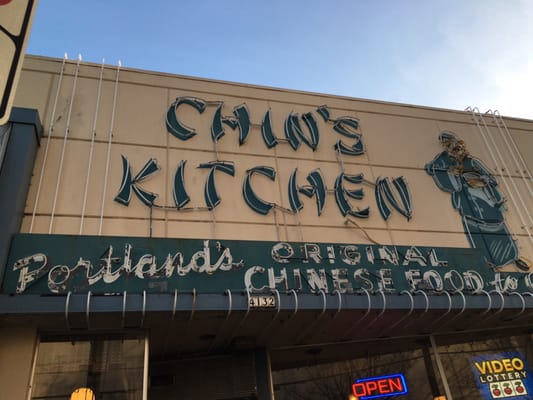 CHIN'S
KITCHEN
Portland's ORIGINAL
CHINESE FOOD to
4132
OPEN
VIDEO
LOTTERY